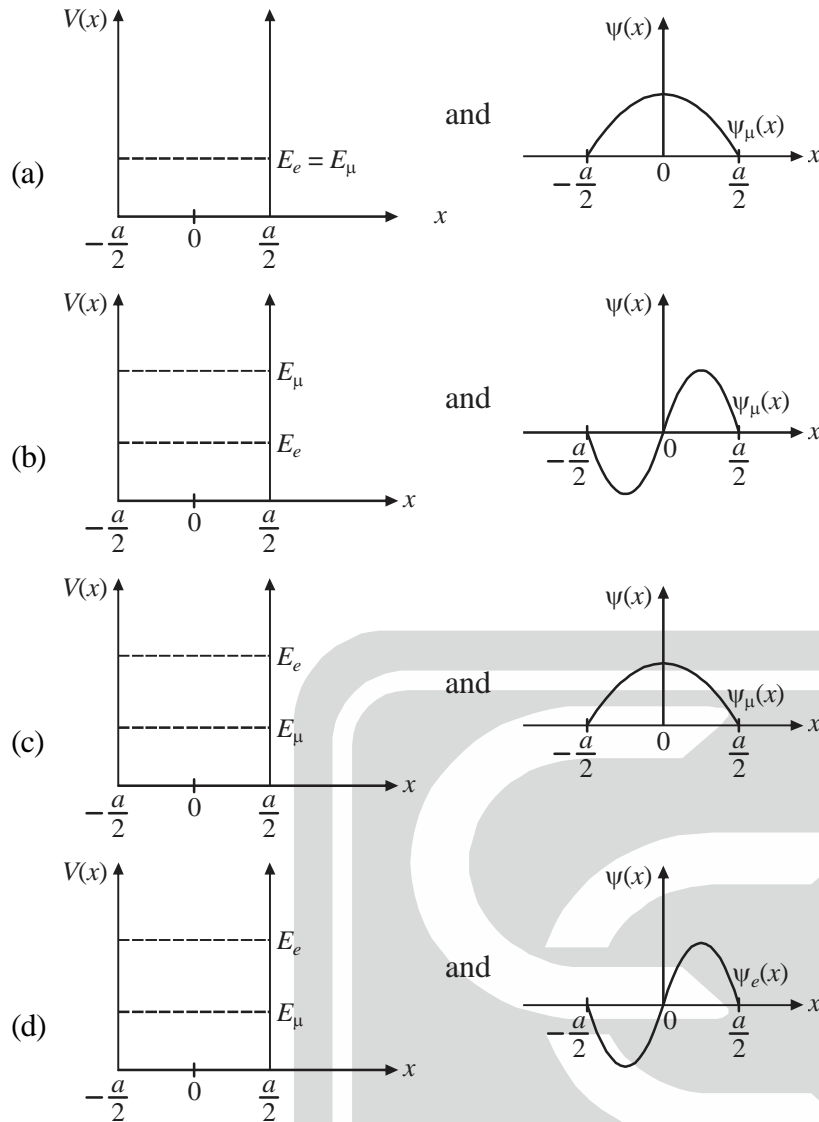 V(x) ψ(x)
and
E_e = E_μ ψ_μ(x)
(a)
x
−a/2 0 a/2 x −a/2 0 a/2
V(x) ψ(x)
E_μ and ψ_μ(x)
x
(b) E_e
−a/2 0 a/2 x −a/2 0 a/2
V(x) ψ(x)
E_e and ψ_μ(x)
x
(c) E_μ
−a/2 0 a/2 x −a/2 0 a/2
V(x) ψ(x)
E_e and ψ_e(x)
x
(d) E_μ
−a/2 0 a/2 x −a/2 0 a/2